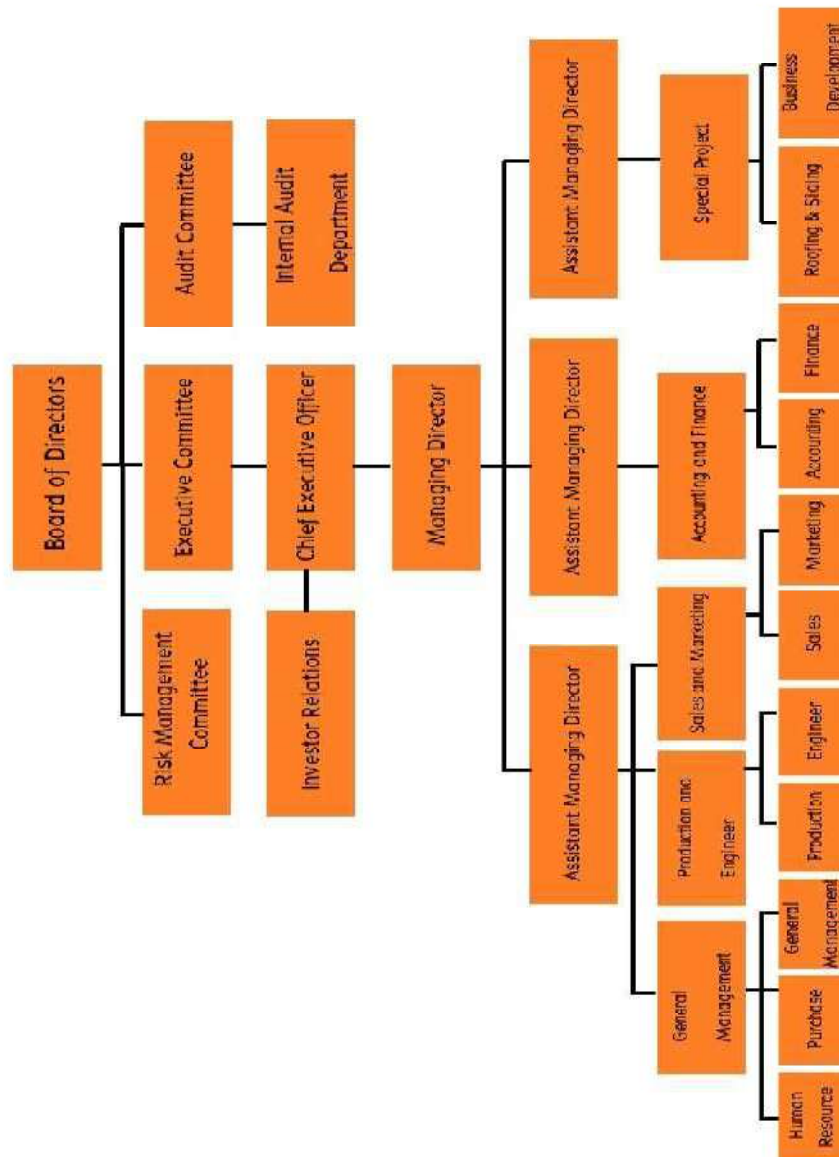 Board of Directors
Risk Management
Committee
Executive Committee
Audit Committee
Investor Relations
Chief Executive Officer
Internal Audit
Department
Managing Director
Assistant Managing Director
Assistant Managing Director
Assistant Managing Director
General
Management
Production and
Engineer
Sales and Marketing
Accounting and Finance
Special Project
Human
Resource
Purchase
General
Management
Production
Engineer
Sales
Marketing
Accounting
Finance
Roofing & Siding
Business
Development